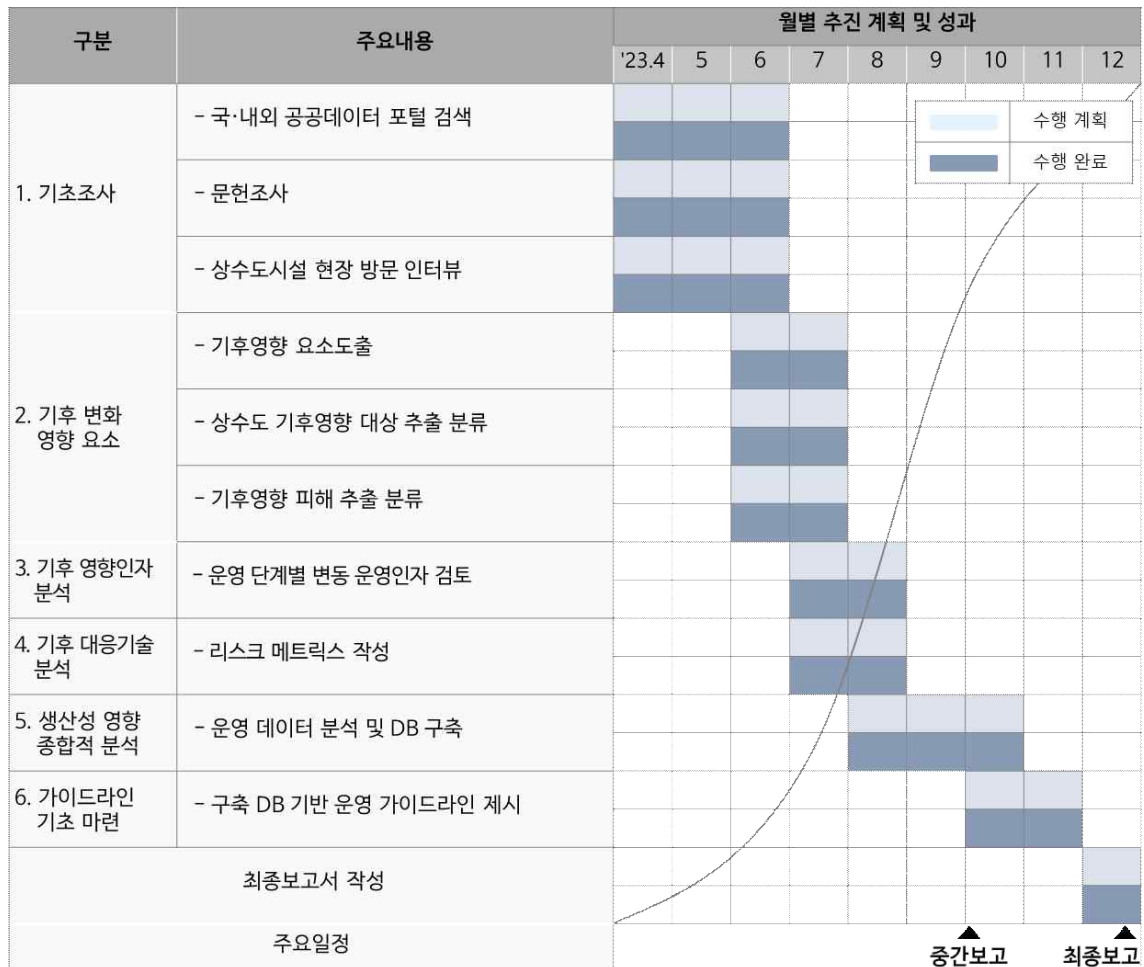 구분
주요내용
월별 추진 계획 및 성과
'23.4 5 6 7 8 9 10 11 12
수행 계획
수행 완료
1. 기초조사
- 국·내외 공공데이터 포털 검색
- 문헌조사
- 상수도시설 현장 방문 인터뷰
2. 기후 변화
영향 요소
- 기후영향 요소도출
- 상수도 기후영향 대상 추출 분류
- 기후영향 피해 추출 분류
3. 기후 영향인자
분석
- 운영 단계별 변동 운영인자 검토
4. 기후 대응기술
분석
- 리스크 메트릭스 작성
5. 생산성 영향
종합적 분석
- 운영 데이터 분석 및 DB 구축
6. 가이드라인
기초 마련
- 구축 DB 기반 운영 가이드라인 제시
최종보고서 작성
주요일정
중간보고
최종보고